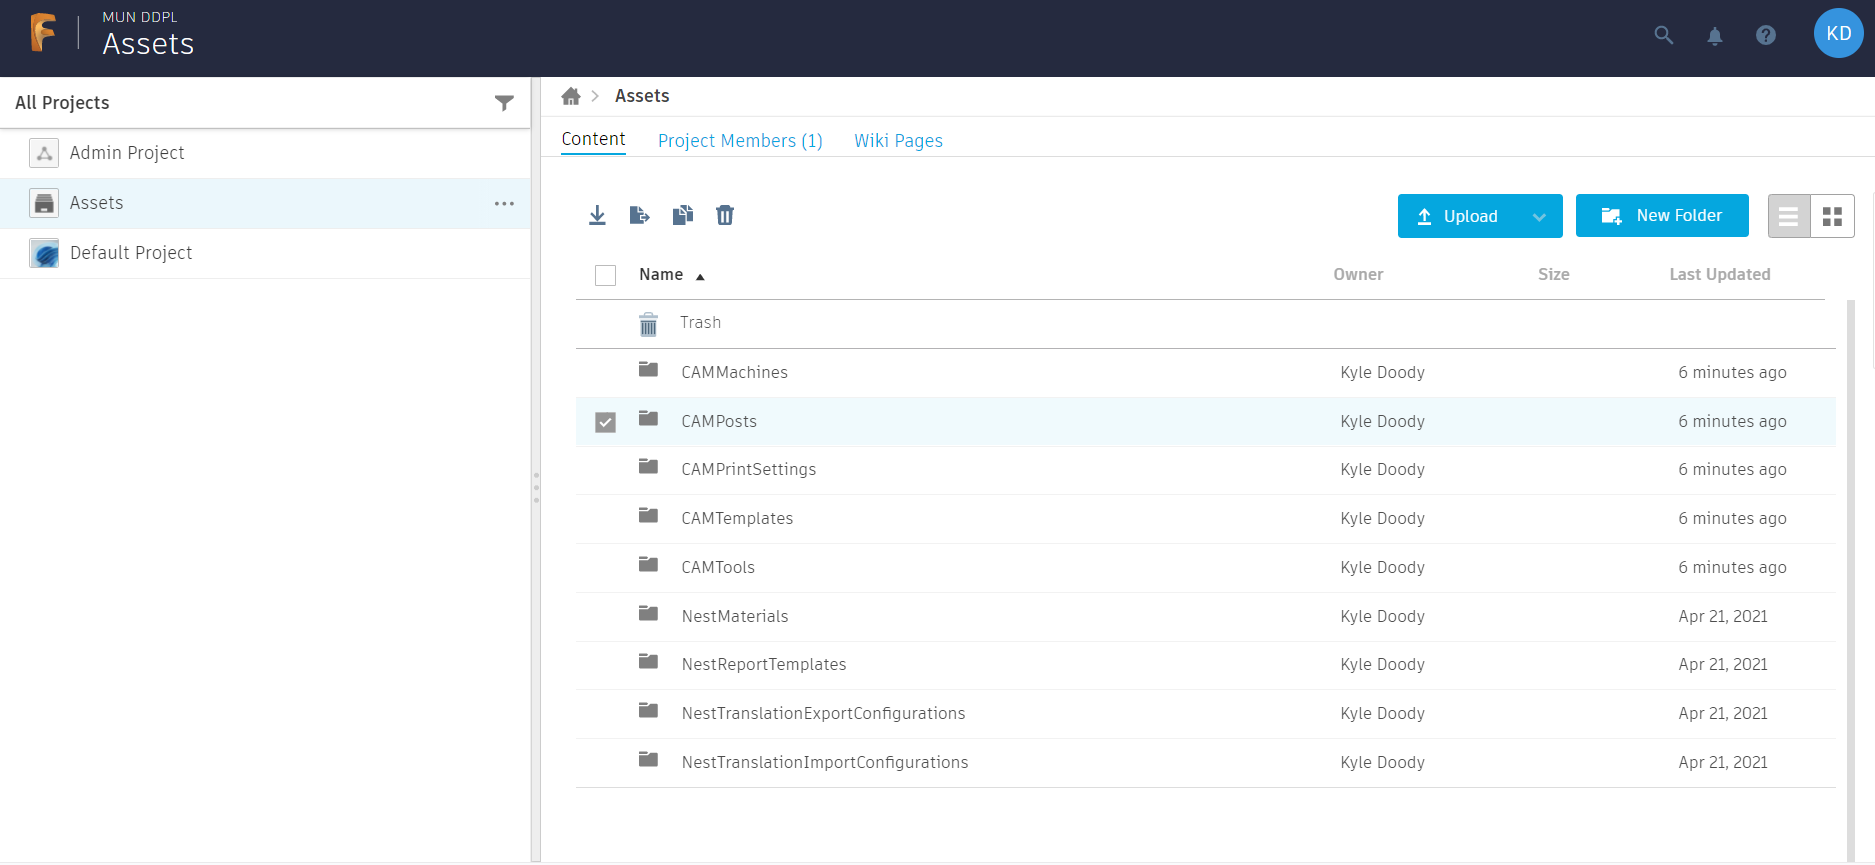 MUN DDPL
Assets
KD
All Projects
Admin Project
Assets
Default Project
Assets
Content Project Members (1) Wiki Pages
Upload New Folder
Name Owner Size Last Updated
Trash
CAMMachines Kyle Doody 6 minutes ago
CAMPosts Kyle Doody 6 minutes ago
CAMPrintSettings Kyle Doody 6 minutes ago
CAMTemplates Kyle Doody 6 minutes ago
CAMTools Kyle Doody 6 minutes ago
NestMaterials Kyle Doody Apr 21, 2021
NestReportTemplates Kyle Doody Apr 21, 2021
NestTranslationExportConfigurations Kyle Doody Apr 21, 2021
NestTranslationImportConfigurations Kyle Doody Apr 21, 2021